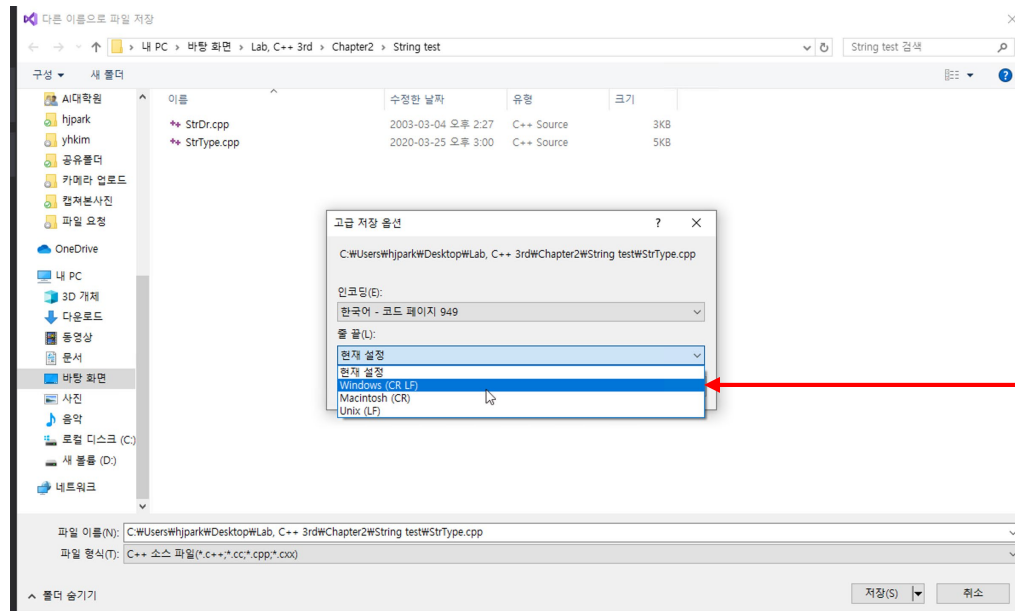 다른 이름으로 파일 저장
내 PC > 바탕 화면 > Lab, C++ 3rd > Chapter2 > String test
String test 검색
구성 새 폴더
이름 수정한 날짜 유형 크기
StrDr.cpp 2003-03-04 오후 2:27 C++ Source 3KB
StrType.cpp 2020-03-25 오후 3:00 C++ Source 5KB
AI대학원
hjpark
yhkim
공유폴더
카메라 업로드
캡쳐본사진
파일 요청
OneDrive
내 PC
3D 개체
다운로드
동영상
문서
바탕 화면
사진
음악
로컬 디스크 (C:)
새 볼륨 (D:)
네트워크
고급 저장 옵션 ?
C:₩Users₩hjpark₩Desktop₩Lab, C++ 3rd₩Chapter2₩String test₩StrType.cpp
인코딩(E):
한국어 - 코드 페이지 949
줄 끝(L):
현재 설정
현재 설정
Windows (CR LF)
Macintosh (CR)
Unix (LF)
파일 이름(N): C:₩Users₩hjpark₩Desktop₩Lab, C++ 3rd₩Chapter2₩String test₩StrType.cpp
파일 형식(T): C++ 소스 파일(*.c++;*.cc;*.cpp;*.cxx)
폴더 숨기기
저장(S) 취소